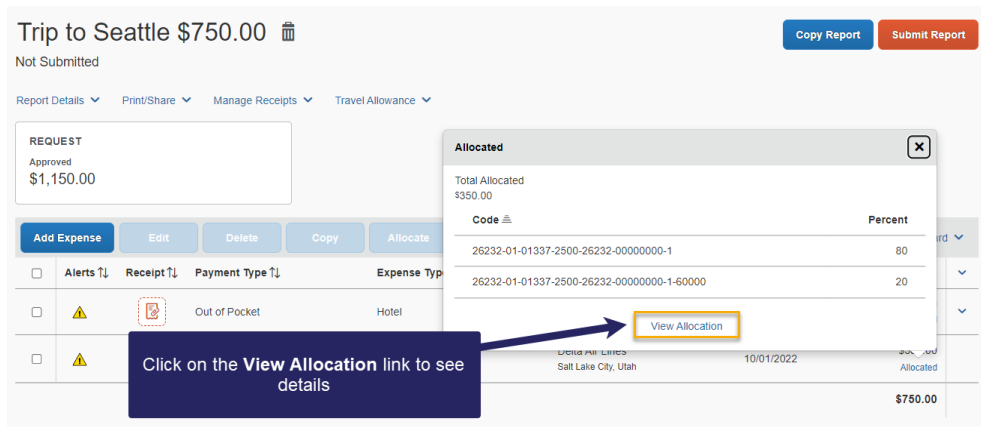 Trip to Seattle $750.00
Copy Report
Submit Report
Not Submitted
Report Details
Print/Share
Manage Receipts
Travel Allowance
REQUEST
Approved
$1,150.00
Allocated
Total Allocated
$350.00
Code
Percent
26232-01-01337-2500-26232-00000000-1
80
26232-01-01337-2500-26232-00000000-1-60000
20
View Allocation
Add Expense
Edit
Delete
Copy
Allocate
Alerts
Receipt
Payment Type
Expense Typ
Out of Pocket
Hotel
Click on the View Allocation link to see
details
Delta Air Lines
Salt Lake City, Utah
10/01/2022
Allocated
$750.00